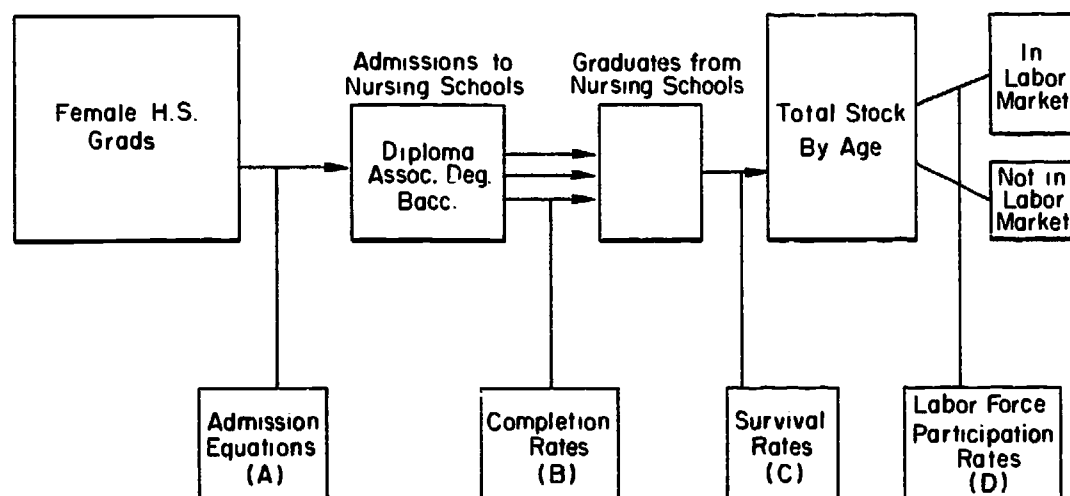 Female H.S.
Grads
Admissions to
Nursing Schools
Diploma
Assoc. Deg.
Bacc.
Graduates from
Nursing Schools
Total Stock
By Age
In
Labor
Market
Not in
Labor
Market
Admission
Equations
(A)
Completion
Rates
(B)
Survival
Rates
(C)
Labor Force
Participation
Rates
(D)